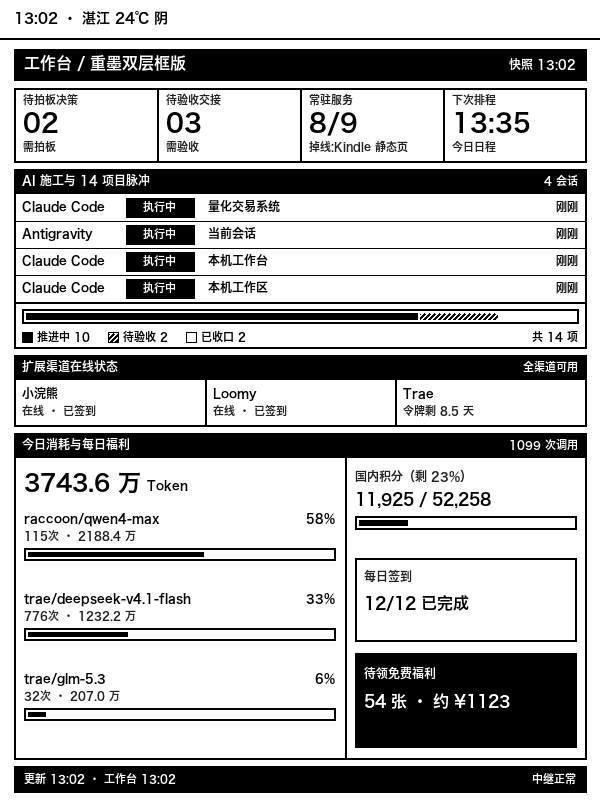 13:02 · 湛江 24℃ 阴
工作台 / 重墨双层框版 快照 13:02
待拍板决策 待验收交接 常驻服务 下次排程
02 03 8/9 13:35
需拍板 需验收 掉线:Kindle 静态页 今日日程
AI 施工与 14 项目脉冲 4 会话
Claude Code 执行中 量化交易系统 刚刚
Antigravity 执行中 当前会话 刚刚
Claude Code 执行中 本机工作台 刚刚
Claude Code 执行中 本机工作区 刚刚
推进中 10 待验收 2 已收口 2 共 14 项
扩展渠道在线状态 全渠道可用
小浣熊 Loomy Trae
在线 · 已签到 在线 · 已签到 令牌剩 8.5 天
今日消耗与每日福利 1099 次调用
3743.6 万 Token
raccoon/qwen4-max 58%
115次 · 2188.4 万
trae/deepseek-v4.1-flash 33%
776次 · 1232.2 万
trae/glm-5.3 6%
32次 · 207.0 万
国内积分（剩 23%）
11,925 / 52,258
每日签到
12/12 已完成
待领免费福利
54 张 · 约 ¥1123
更新 13:02 · 工作台 13:02 中继正常